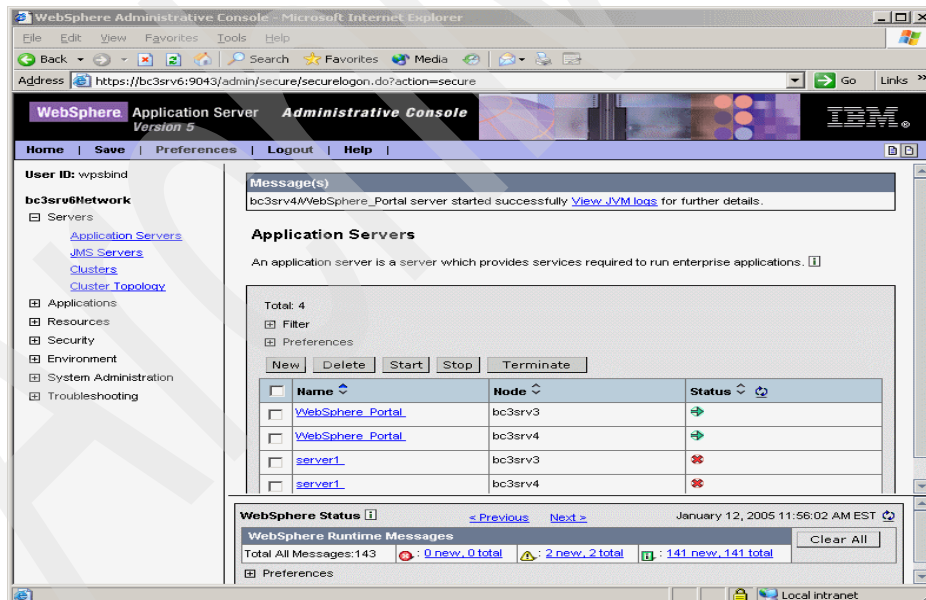 WebSphere Administrative Console - Microsoft Internet Explorer
File Edit View Favorites Tools Help
Back Search Favorites Media
Address https://bc3srv6:9043/admin/secure/securelogon.do?action=secure Go Links »
WebSphere Application Server Administrative Console
Version 5
IBM®
Home | Save | Preferences | Logout | Help |
User ID: wpsbind
bc3srv6Network
Servers
Application Servers
JMS Servers
Clusters
Cluster Topology
Applications
Resources
Security
Environment
System Administration
Troubleshooting
Message(s)
bc3srv4/WebSphere_Portal server started successfully View JVM logs for further details.
Application Servers
An application server is a server which provides services required to run enterprise applications. i
Total: 4
Filter
Preferences
New Delete Start Stop Terminate
Name Node Status
WebSphere_Portal bc3srv3
WebSphere_Portal bc3srv4
server1 bc3srv3
server1 bc3srv4
WebSphere Status i < Previous Next > January 12, 2005 11:56:02 AM EST
WebSphere Runtime Messages Clear All
Total All Messages:143 : 0 new, 0 total : 2 new, 2 total : 141 new, 141 total
Preferences
Local intranet